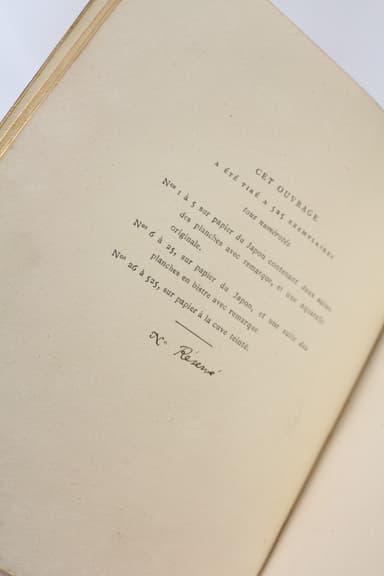 CET OUVRAGE
A ÉTÉ TIRÉ A 525 EXEMPLAIRES
tous numérotés
Nos 1 à 5 sur papier du Japon contenant deux suites
des planches avec remarque, et une aquarelle
originale.
Nos 6 à 25, sur papier du Japon, et une suite des
planches en bistre avec remarque
Nos 26 à 525, sur papier à la cuve teinté.
No Réservé